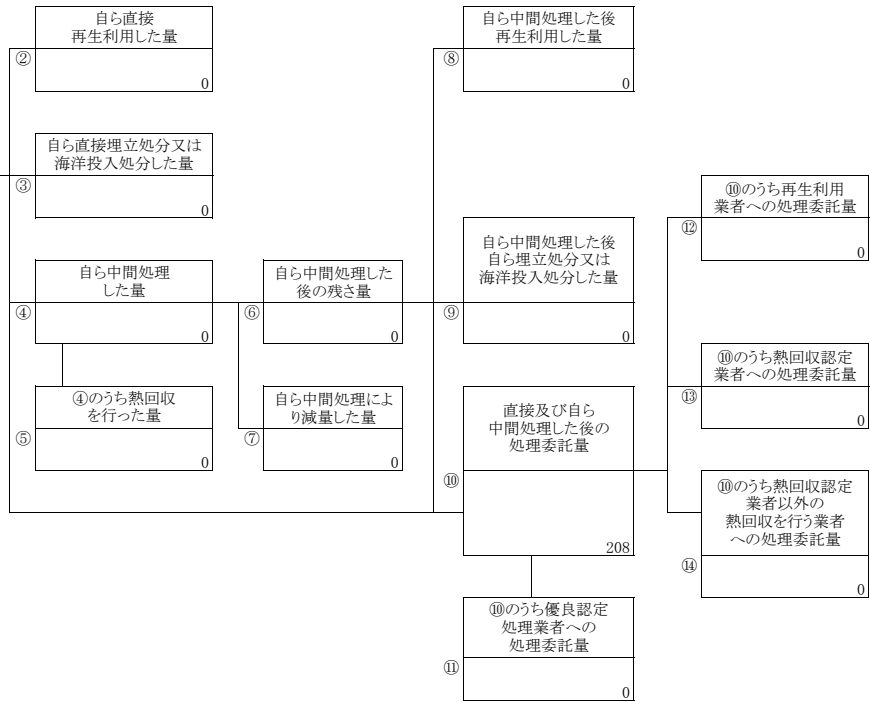 自ら直接
再生利用した量
②
0
自ら直接埋立処分又は
海洋投入処分した量
③
0
自ら中間処理
した量
④
0
④のうち熱回収
を行った量
⑤
0
自ら中間処理した
後の残さ量
⑥
0
自ら中間処理によ
り減量した量
⑦
0
自ら中間処理した後
再生利用した量
⑧
0
自ら中間処理した後
自ら埋立処分又は
海洋投入処分した量
⑨
0
直接及び自ら
中間処理した後の
処理委託量
⑩
208
⑩のうち優良認定
処理業者への
処理委託量
⑪
0
⑩のうち再生利用
業者への処理委託量
⑫
0
⑩のうち熱回収認定
業者への処理委託量
⑬
0
⑩のうち熱回収認定
業者以外の
熱回収を行う業者
への処理委託量
⑭
0